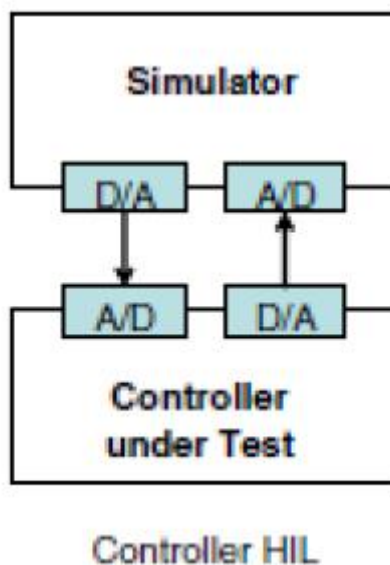 Simulator
D/A A/D
A/D D/A
Controller
under Test
Controller HIL